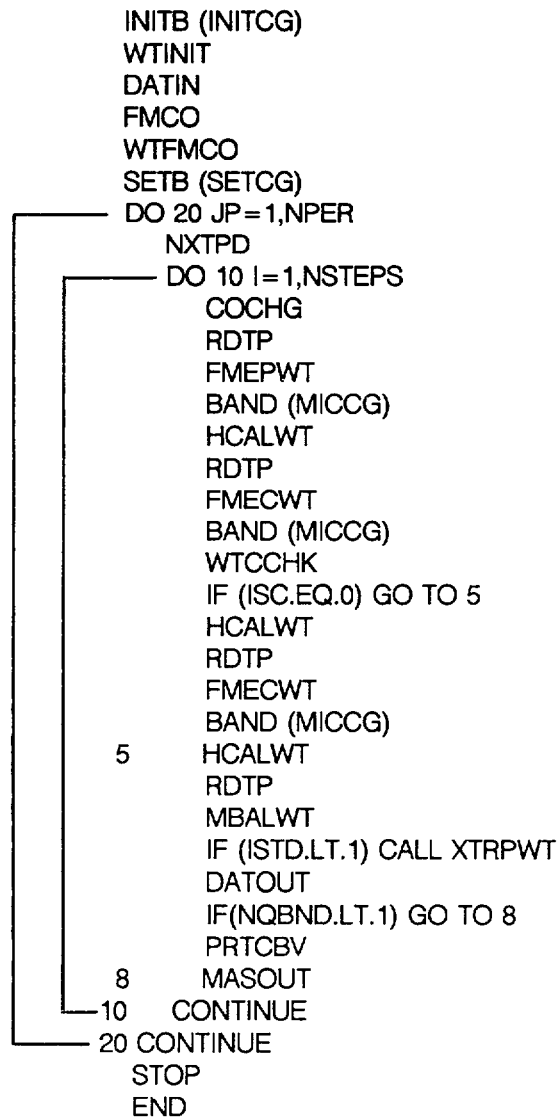 INITB (INITCG)
WTINIT
DATIN
FMCO
WTFMCO
SETB (SETCG)
DO 20 JP=1,NPER
NXTPD
DO 10 I=1,NSTEPS
COCHG
RDTP
FMEPWT
BAND (MICCG)
HCALWT
RDTP
FMECWT
BAND (MICCG)
WTCCHK
IF (ISC.EQ.0) GO TO 5
HCALWT
RDTP
FMECWT
BAND (MICCG)
5 HCALWT
RDTP
MBALWT
IF (ISTD.LT.1) CALL XTRPWT
DATOUT
IF(NQBND.LT.1) GO TO 8
PRTCBV
8 MASOUT
10 CONTINUE
20 CONTINUE
STOP
END